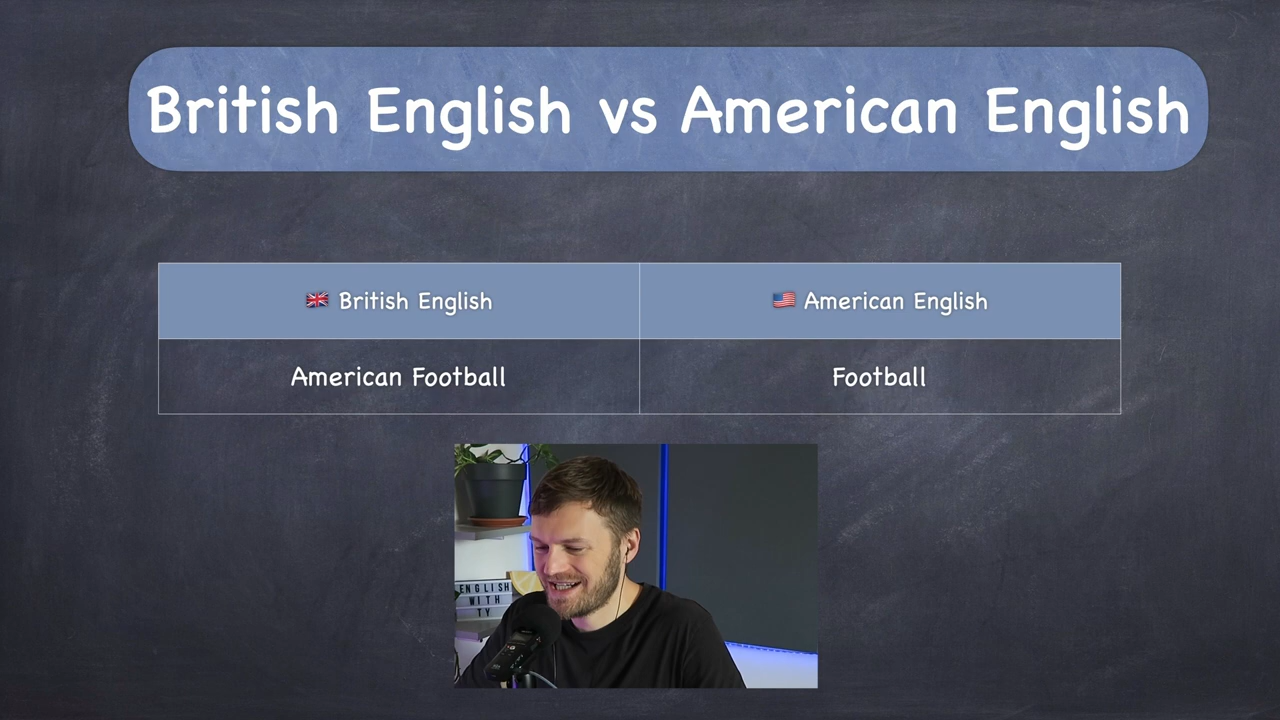 British English vs American English
🇬🇧 British English
🇺🇸 American English
American Football
Football
ENGLISH
WITH
TY